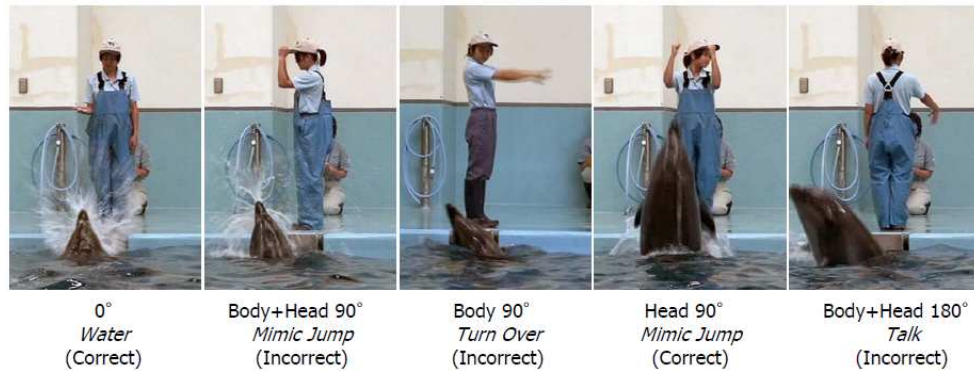 0°
Water
(Correct)
Body+Head 90°
Mimic Jump
(Incorrect)
Body 90°
Turn Over
(Incorrect)
Head 90°
Mimic Jump
(Correct)
Body+Head 180°
Talk
(Incorrect)